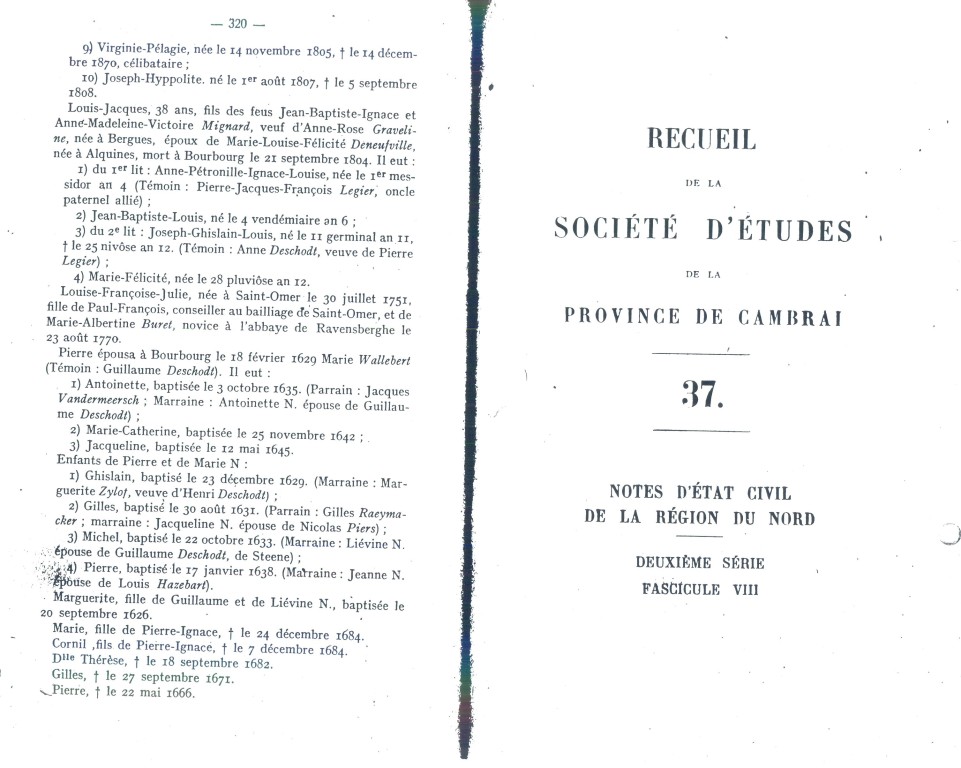 — 320 —
9) Virginie-Pélagie, née le 14 novembre 1805, † le 14 décem-
bre 1870, célibataire ;
10) Joseph-Hyppolite. né le 1er août 1807, † le 5 septembre
1808.
Louis-Jacques, 38 ans, fils des feus Jean-Baptiste-Ignace et
Anne-Madeleine-Victoire Mignard, veuf d'Anne-Rose Graveli-
ne, née à Bergues, époux de Marie-Louise-Félicité Deneufville,
née à Alquines, mort à Bourbourg le 21 septembre 1804. Il eut :
1) du 1er lit : Anne-Pétronille-Ignace-Louise, née le 1er mes-
sidor an 4 (Témoin : Pierre-Jacques-François Legier, oncle
paternel allié) ;
2) Jean-Baptiste-Louis, né le 4 vendémiaire an 6 ;
3) du 2e lit : Joseph-Ghislain-Louis, né le 11 germinal an 11,
† le 25 nivôse an 12. (Témoin : Anne Deschodt, veuve de Pierre
Legier) ;
4) Marie-Félicité, née le 28 pluviôse an 12.
Louise-Françoise-Julie, née à Saint-Omer le 30 juillet 1751,
fille de Paul-François, conseiller au bailliage de Saint-Omer, et de
Marie-Albertine Buret, novice à l'abbaye de Ravensberghe le
23 août 1770.
Pierre épousa à Bourbourg le 18 février 1629 Marie Wallebert
(Témoin : Guillaume Deschodt). Il eut :
1) Antoinette, baptisée le 3 octobre 1635. (Parrain : Jacques
Vandermeersch ; Marraine : Antoinette N. épouse de Guillau-
me Deschodt) ;
2) Marie-Catherine, baptisée le 25 novembre 1642 ;
3) Jacqueline, baptisée le 12 mai 1645.
Enfants de Pierre et de Marie N :
1) Ghislain, baptisé le 23 décembre 1629. (Marraine : Mar-
guerite Zylof, veuve d'Henri Deschodt) ;
2) Gilles, baptisé le 30 août 1631. (Parrain : Gilles Raeyma-
cker ; marraine : Jacqueline N. épouse de Nicolas Piers) ;
3) Michel, baptisé le 22 octobre 1633. (Marraine : Liévine N.
épouse de Guillaume Deschodt, de Steene) ;
4) Pierre, baptisé le 17 janvier 1638. (Marraine : Jeanne N.
épouse de Louis Hazebart).
Marguerite, fille de Guillaume et de Liévine N., baptisée le
20 septembre 1626.
Marie, fille de Pierre-Ignace, † le 24 décembre 1684.
Cornil ,fils de Pierre-Ignace, † le 7 décembre 1684.
Dlle Thérèse, † le 18 septembre 1682.
Gilles, † le 27 septembre 1671.
Pierre, † le 22 mai 1666.
RECUEIL
DE LA
SOCIÉTÉ D'ÉTUDES
DE LA
PROVINCE DE CAMBRAI
37.
NOTES D'ÉTAT CIVIL
DE LA RÉGION DU NORD
DEUXIÈME SÉRIE
FASCICULE VIII